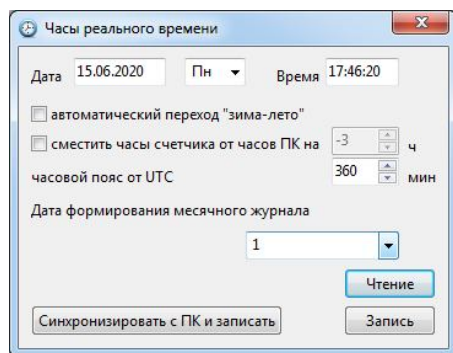 Часы реального времени
Дата 15.06.2020 Пн Время 17:46:20
автоматический переход "зима-лето"
сместить часы счетчика от часов ПК на -3 ч
часовой пояс от UTC 360 мин
Дата формирования месячного журнала
1
Чтение
Синхронизировать с ПК и записать Запись